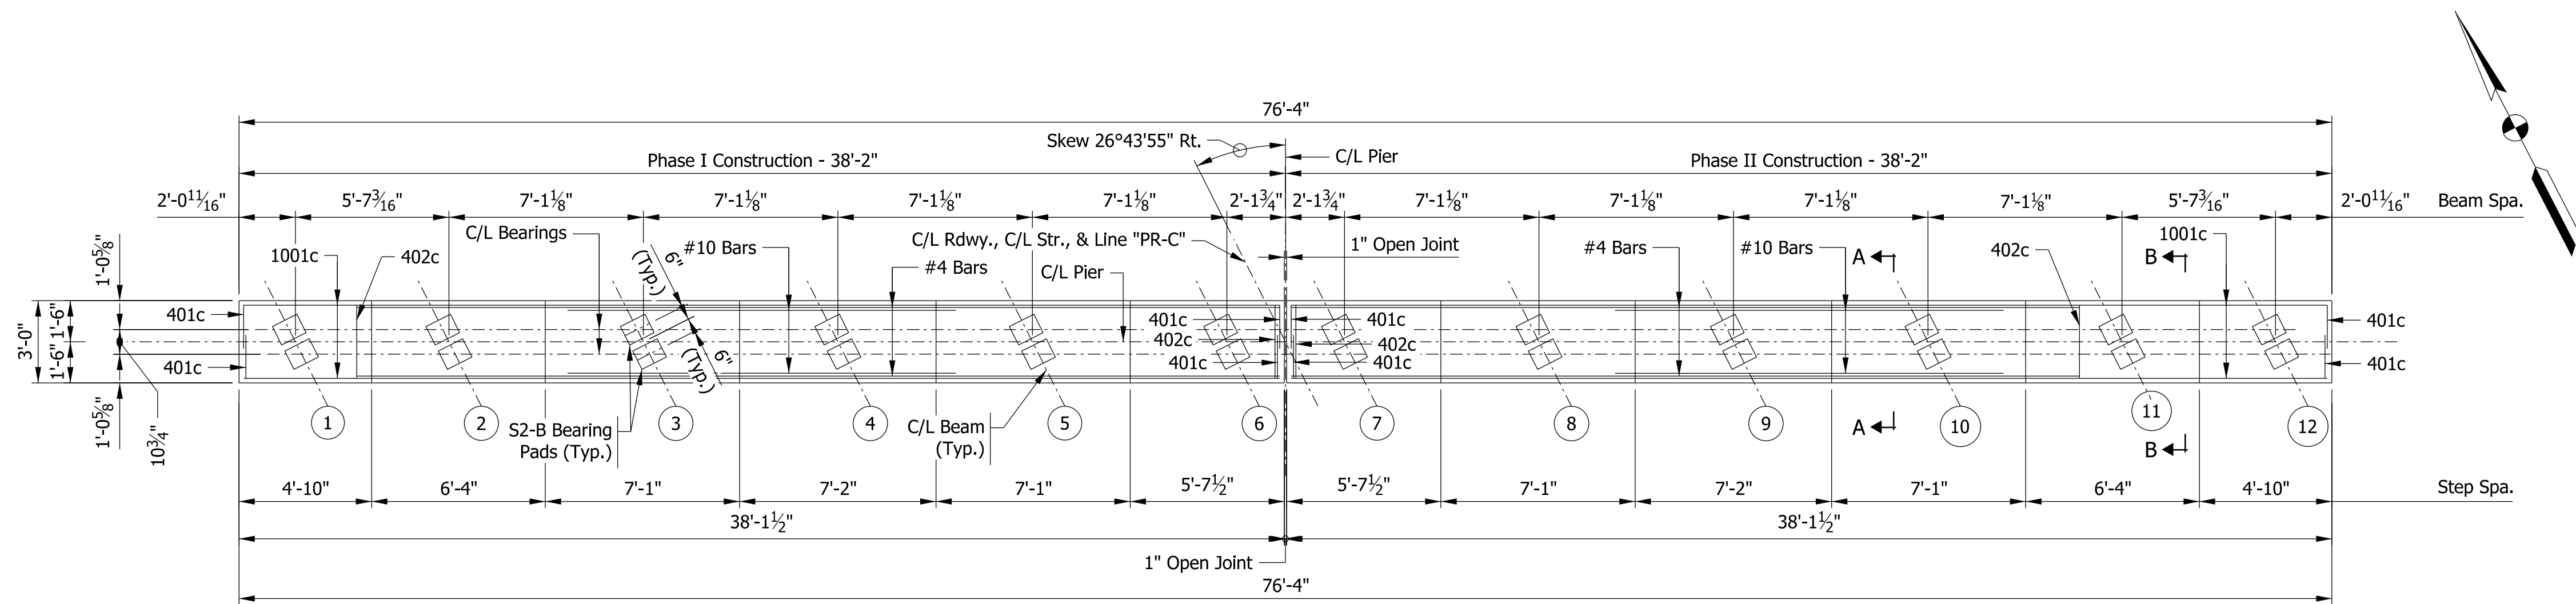 76'-4"
Skew 26°43'55" Rt.
C/L Pier
Phase I Construction - 38'-2"
Phase II Construction - 38'-2"
2'-0 11/16" 5'-7 3/16" 7'-1 1/8" 7'-1 1/8" 7'-1 1/8" 7'-1 1/8" 2'-1 3/4" 2'-1 3/4" 7'-1 1/8" 7'-1 1/8" 7'-1 1/8" 7'-1 1/8" 5'-7 3/16" 2'-0 11/16" Beam Spa.
C/L Bearings
C/L Rdwy., C/L Str., & Line "PR-C"
1" Open Joint
1001c
402c
6"
(Typ.)
#10 Bars
#4 Bars
C/L Pier
#4 Bars
#10 Bars
A
402c
1001c
B
1'-0 5/8"
3'-0"
1'-6"
1'-6"
1'-0 5/8"
10 3/4"
401c
401c
6"
(Typ.)
401c
402c
401c
401c
402c
401c
401c
401c
1 2 3 4 5 6 7 8 9 10 11 12
S2-B Bearing
Pads (Typ.)
C/L Beam
(Typ.)
A
B
4'-10" 6'-4" 7'-1" 7'-2" 7'-1" 5'-7 1/2" 5'-7 1/2" 7'-1" 7'-2" 7'-1" 6'-4" 4'-10" Step Spa.
38'-1 1/2" 38'-1 1/2"
1" Open Joint
76'-4"